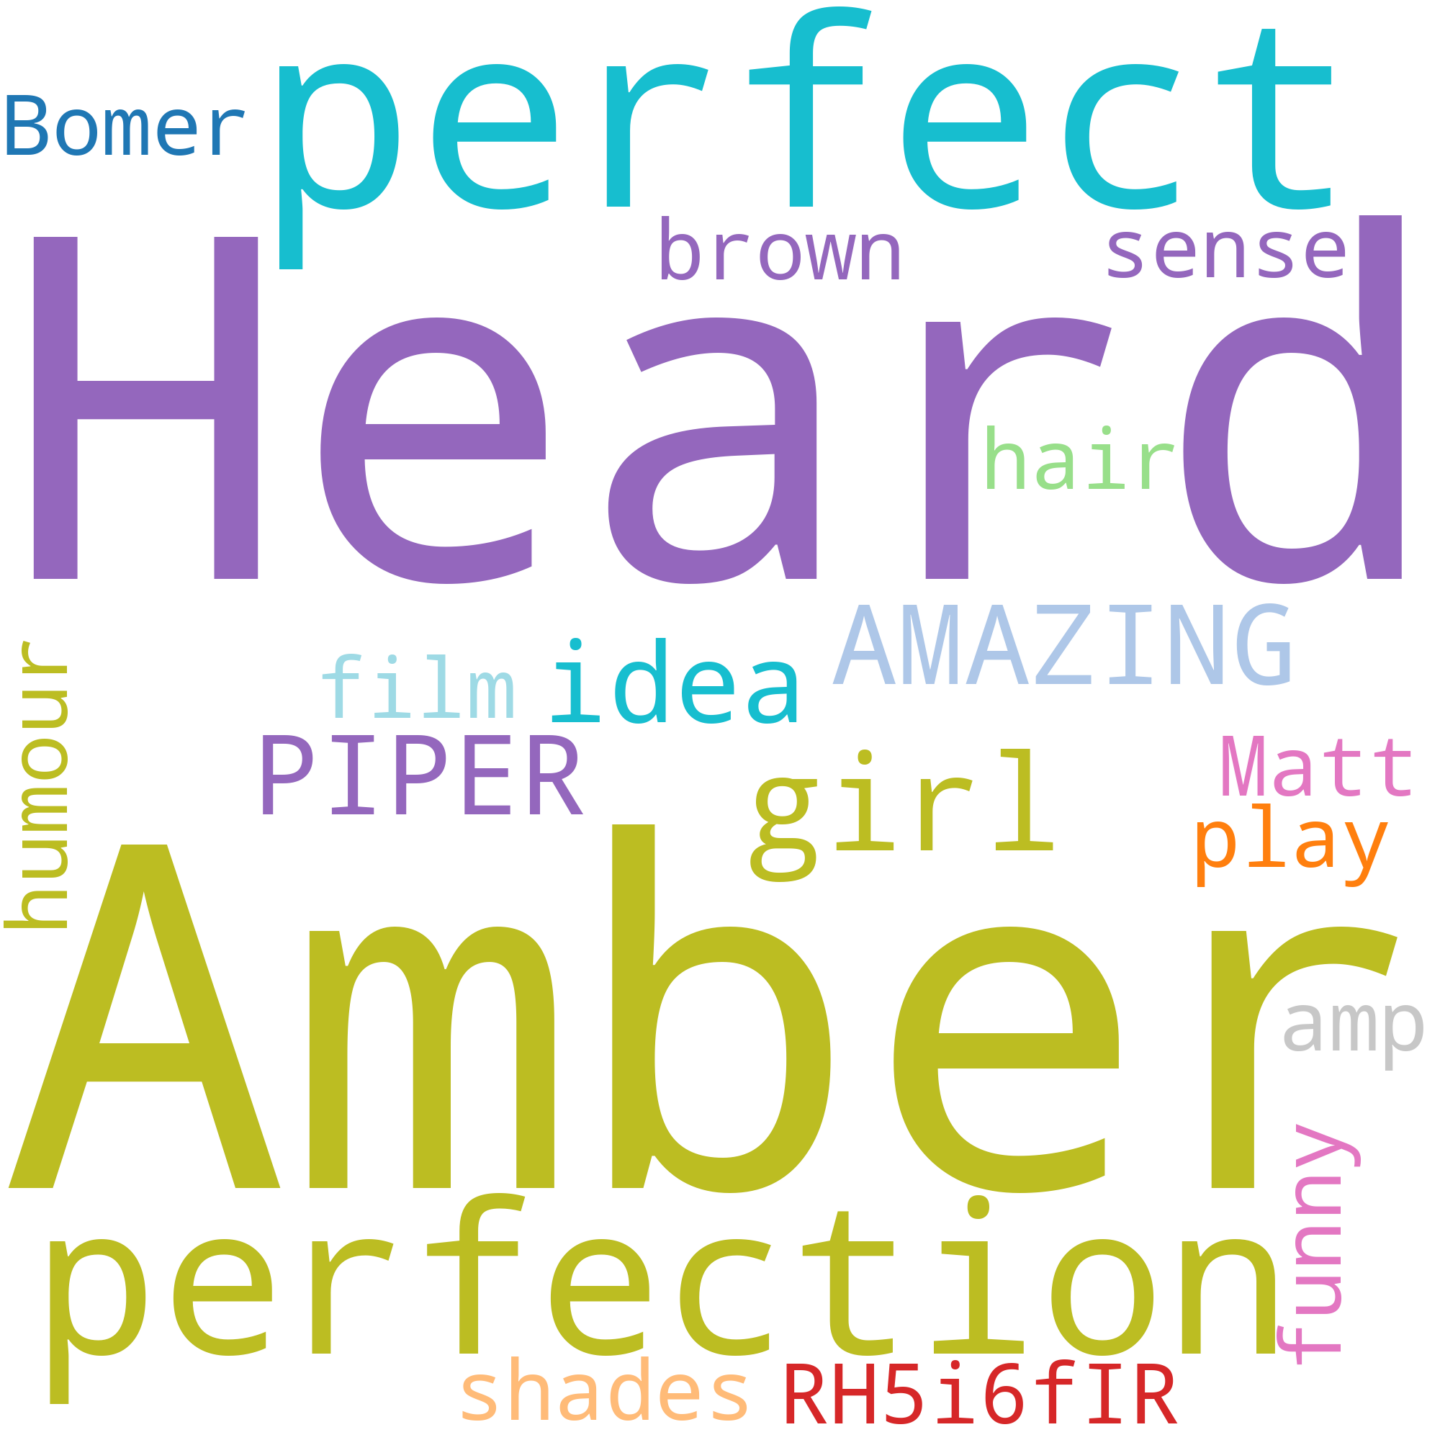 perfect
Bomer
brown
sense
Heard
hair
AMAZING
film
idea
humour
PIPER
girl
Matt
play
Amber
amp
perfection
funny
shades
RH5i6fIR